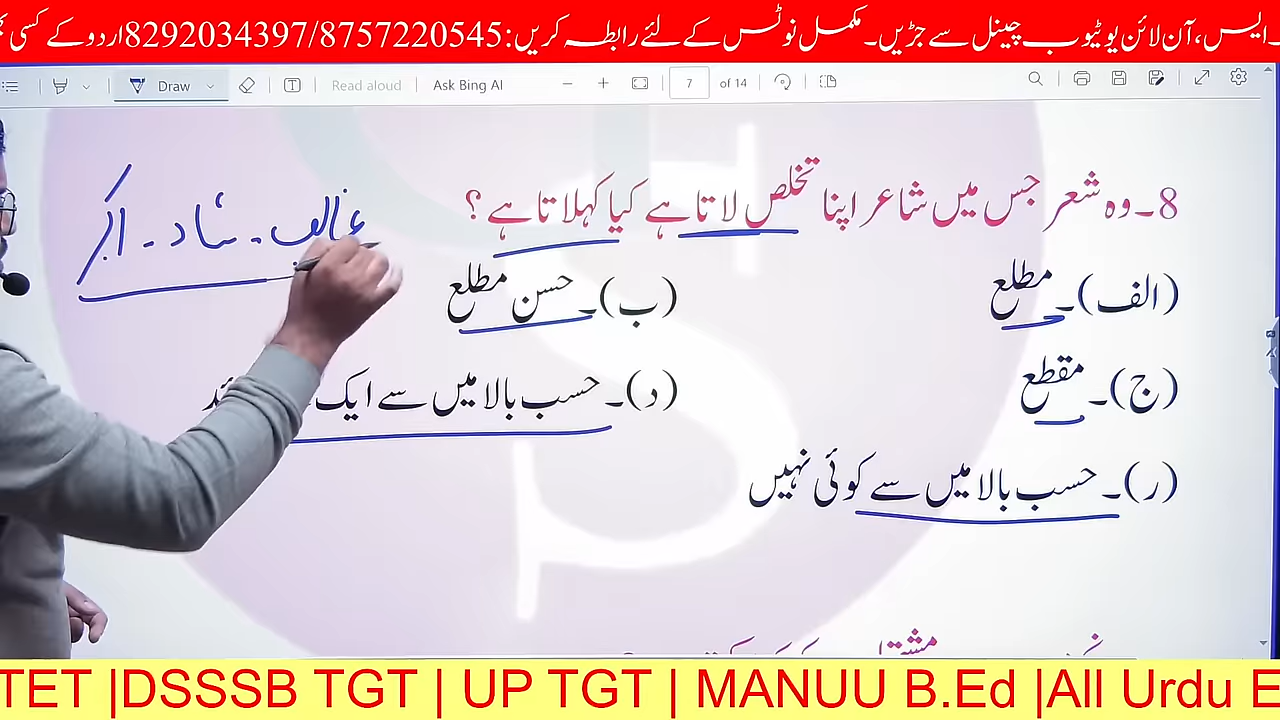 ۔ایس، آن لائن یوٹیوب چینل سے جڑیں۔ مکمل نوٹس کے لئے رابطہ کریں: 8292034397/8757220545 اردو کے کسی بھ
Draw Read aloud Ask Bing AI 7 of 14
8۔ وہ شعر جس میں شاعر اپنا تخلص لاتا ہے کیا کہلاتا ہے ؟
غالب ۔ شاد ۔ اکبر
(الف)۔ مطلع (ب)۔ حسن مطلع
(ج)۔ مقطع (د)۔ حسب بالا میں سے ایک
(ر)۔ حسب بالا میں سے کوئی نہیں
TET |DSSSB TGT | UP TGT | MANUU B.Ed |All Urdu E